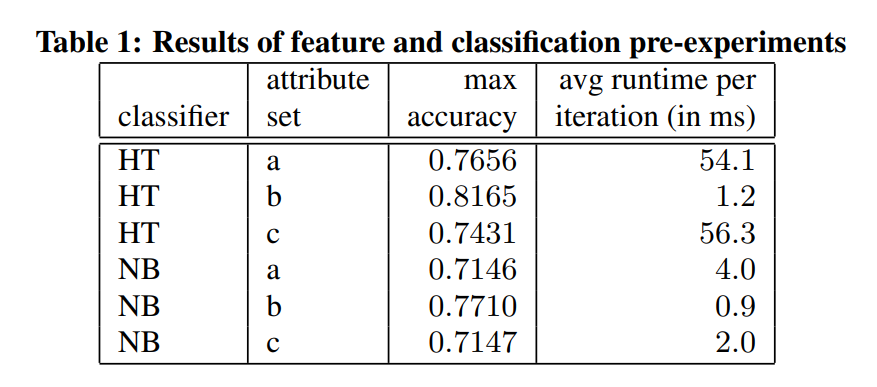 Table 1: Results of feature and classification pre-experiments
attribute max avg runtime per
classifier set accuracy iteration (in ms)
HT a 0.7656 54.1
HT b 0.8165 1.2
HT c 0.7431 56.3
NB a 0.7146 4.0
NB b 0.7710 0.9
NB c 0.7147 2.0